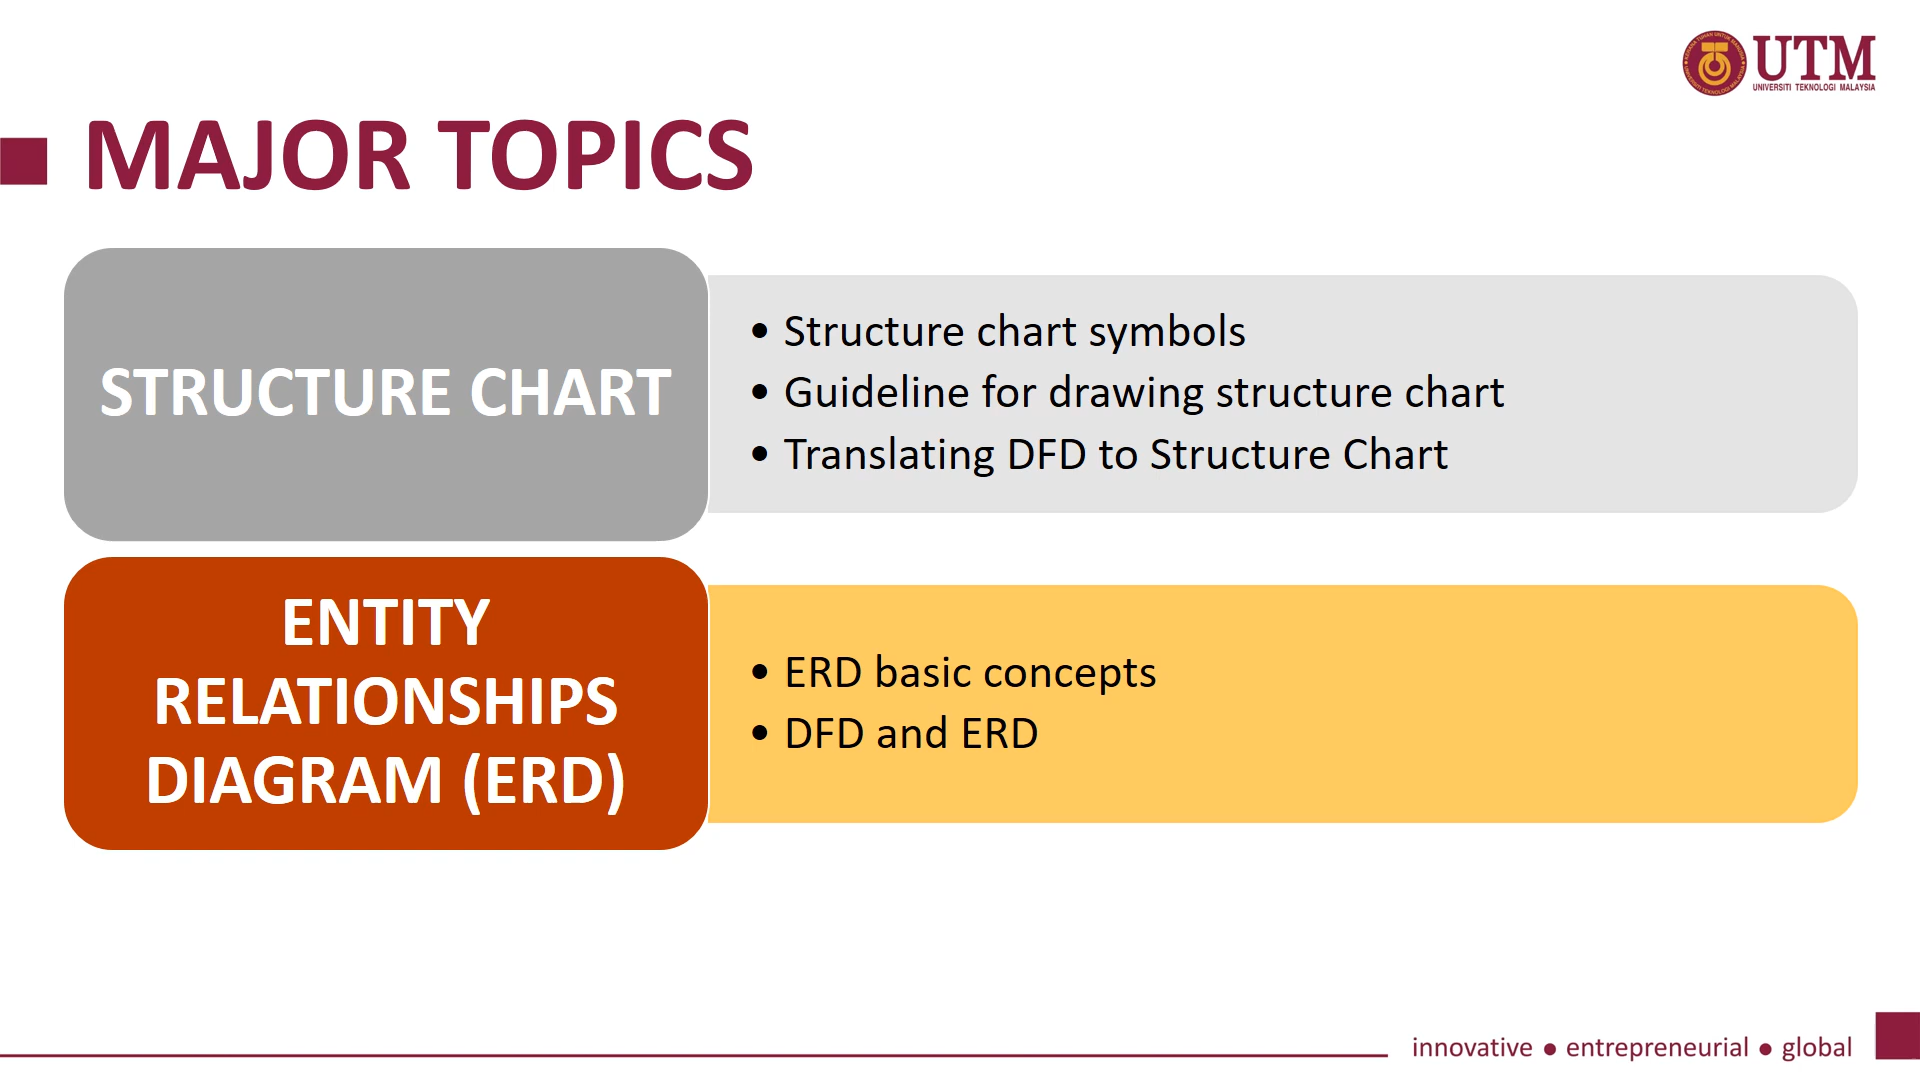 UTM
UNIVERSITI TEKNOLOGI MALAYSIA
MAJOR TOPICS
STRUCTURE CHART
• Structure chart symbols
• Guideline for drawing structure chart
• Translating DFD to Structure Chart
ENTITY
RELATIONSHIPS
DIAGRAM (ERD)
• ERD basic concepts
• DFD and ERD
innovative ● entrepreneurial ● global